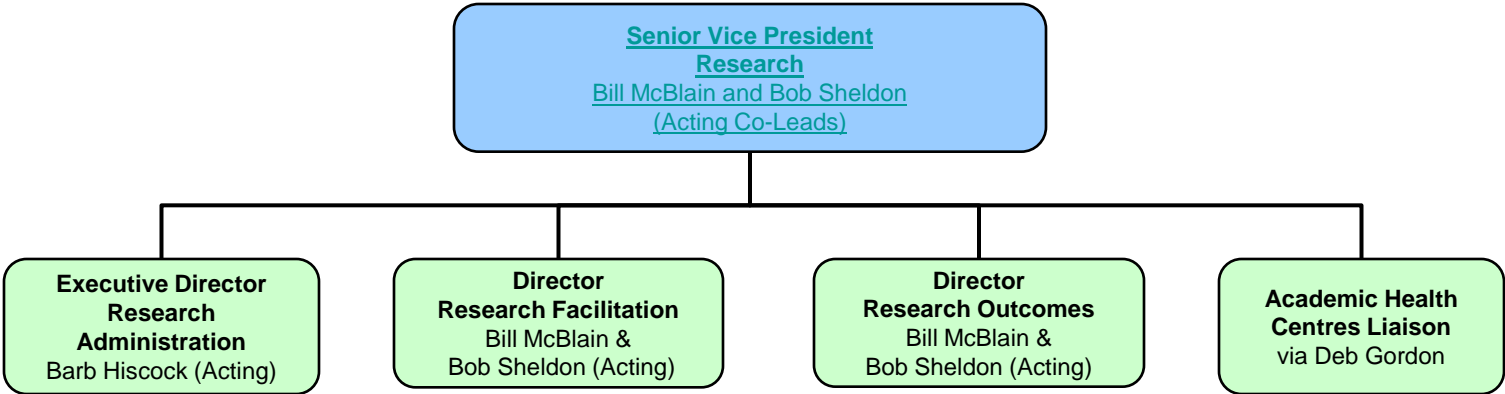 Senior Vice President
Research
Bill McBlain and Bob Sheldon
(Acting Co-Leads)
Executive Director
Research
Administration
Barb Hiscock (Acting)
Director
Research Facilitation
Bill McBlain &
Bob Sheldon (Acting)
Director
Research Outcomes
Bill McBlain &
Bob Sheldon (Acting)
Academic Health
Centres Liaison
via Deb Gordon